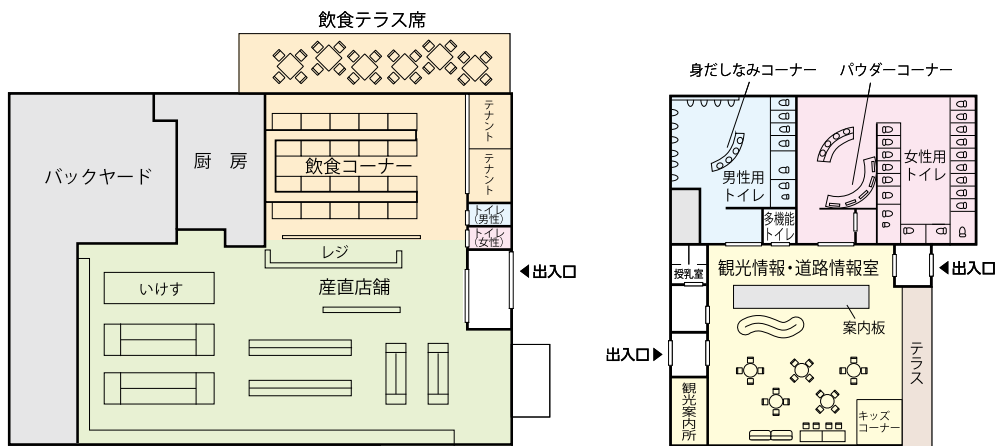 飲食テラス席
バックヤード
厨 房
飲食コーナー
テナント
テナント
トイレ
(男性)
トイレ
(女性)
レジ
産直店舗
いけす
◀出入口
身だしなみコーナー
パウダーコーナー
男性用
トイレ
多機能
トイレ
女性用
トイレ
授乳室
観光情報・道路情報室
◀出入口
案内板
出入口▶
テラス
観光案内所
キッズ
コーナー